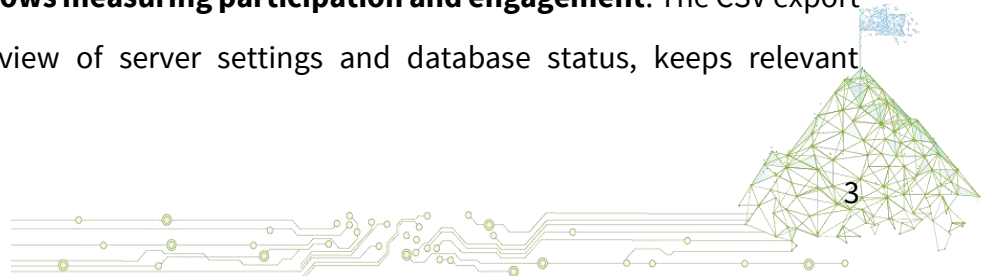 ows measuring participation and engagement. The CSV export
view of server settings and database status, keeps relevant
3